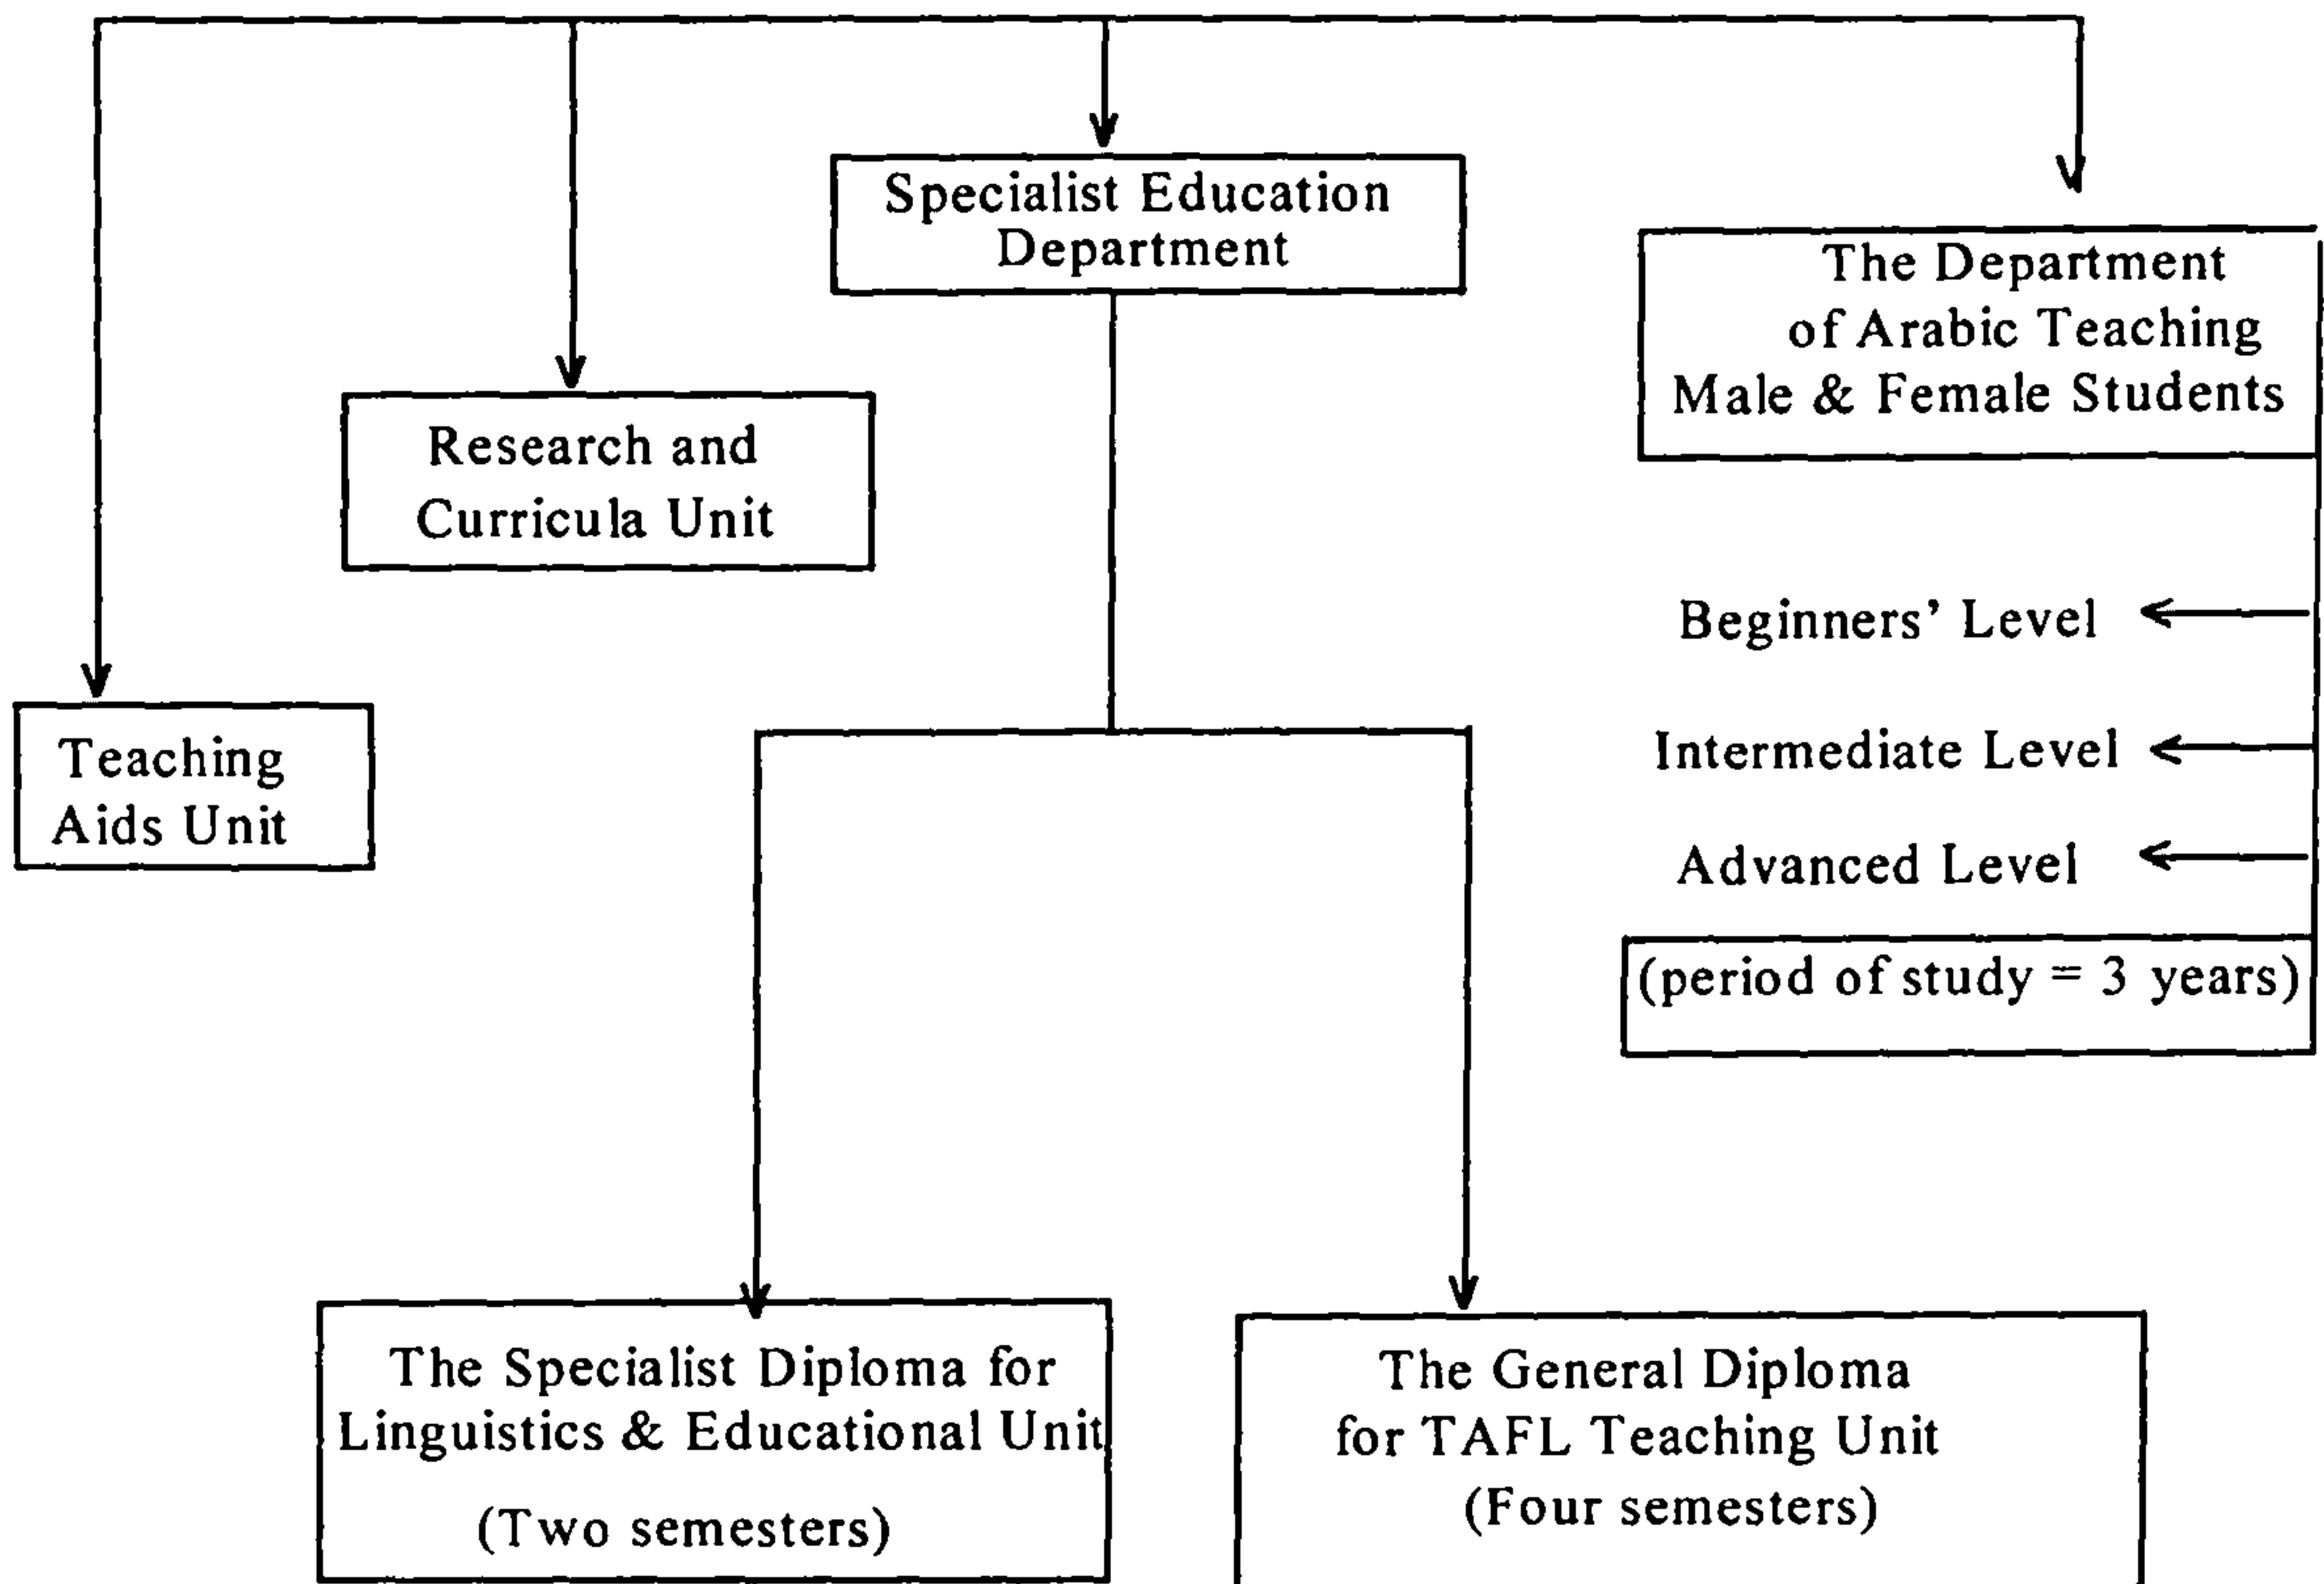 Specialist Education
Department
The Department
of Arabic Teaching
Male & Female Students
Research and
Curricula Unit
Beginners’ Level
Intermediate Level
Advanced Level
(period of study = 3 years)
Teaching
Aids Unit
The Specialist Diploma for
Linguistics & Educational Unit
(Two semesters)
The General Diploma
for TAFL Teaching Unit
(Four semesters)